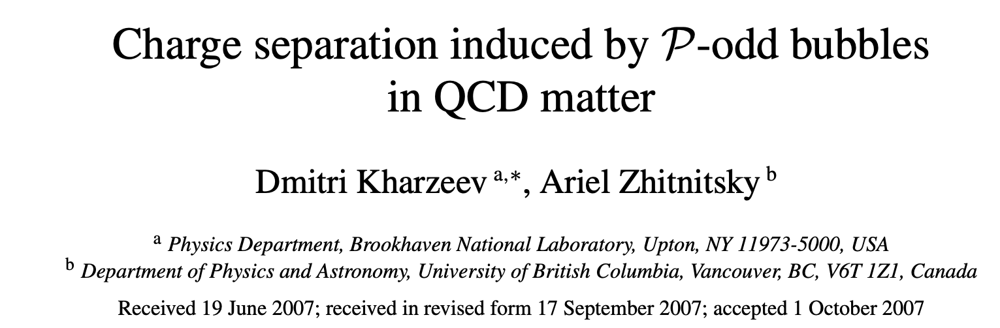 Charge separation induced by 𝒫-odd bubbles
in QCD matter
Dmitri Kharzeev a,*, Ariel Zhitnitsky b
a Physics Department, Brookhaven National Laboratory, Upton, NY 11973-5000, USA
b Department of Physics and Astronomy, University of British Columbia, Vancouver, BC, V6T 1Z1, Canada
Received 19 June 2007; received in revised form 17 September 2007; accepted 1 October 2007